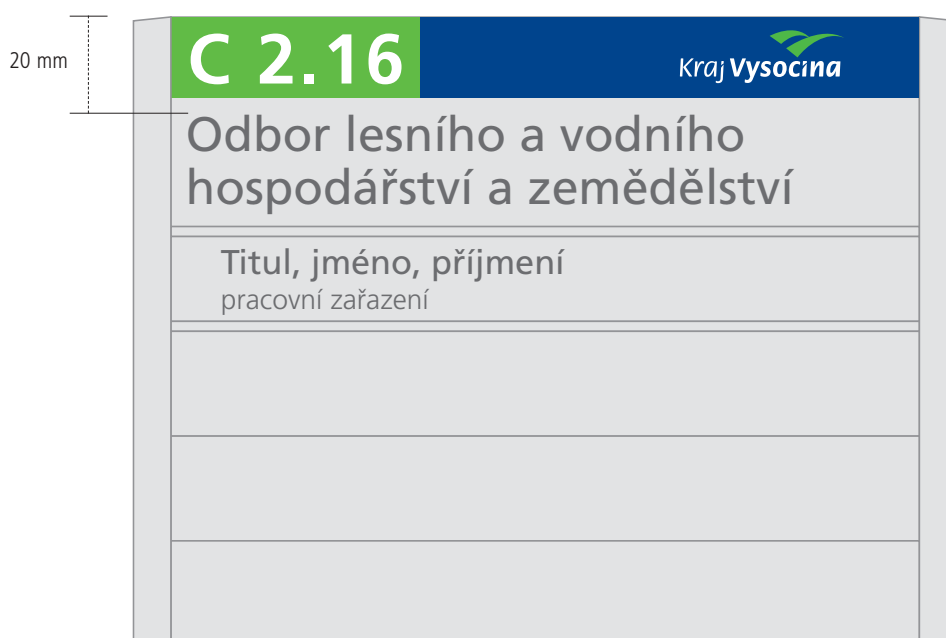 20 mm
C 2.16
Kraj Vysočina
Odbor lesního a vodního
hospodářství a zemědělství
Titul, jméno, příjmení
pracovní zařazení